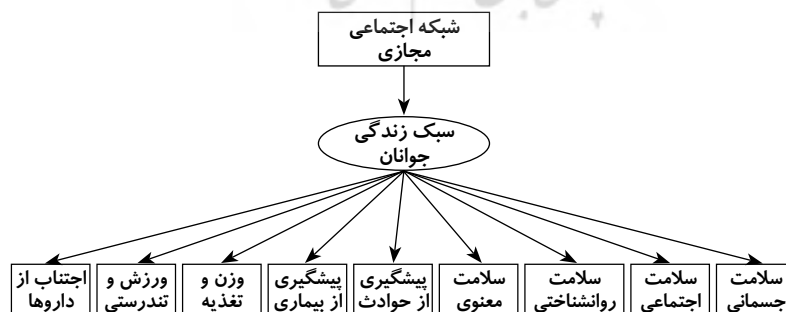 شبکه اجتماعی
مجازی
سبک زندگی
جوانان
سلامت
جسمانی
سلامت
اجتماعی
سلامت
روانشناختی
سلامت
معنوی
پیشگیری
از حوادث
پیشگیری
از بیماری
وزن و
تغذیه
ورزش و
تندرستی
اجتناب از
داروها